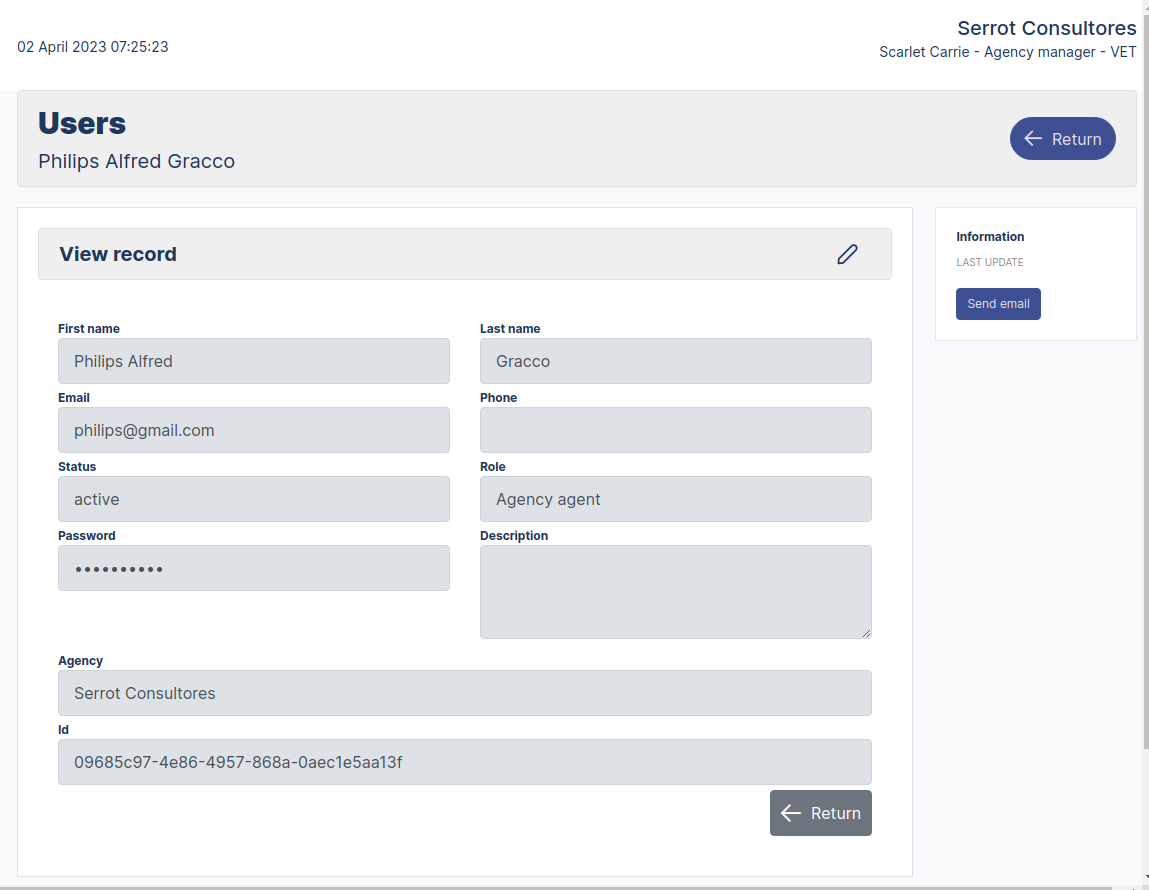 02 April 2023 07:25:23
Serrot Consultores
Scarlet Carrie - Agency manager - VET
Users
Philips Alfred Gracco
Return
View record
Information
LAST UPDATE
Send email
First name
Last name
Philips Alfred
Gracco
Email
Phone
philips@gmail.com
Status
Role
active
Agency agent
Password
Description
••••••••••
Agency
Serrot Consultores
Id
09685c97-4e86-4957-868a-0aec1e5aa13f
Return